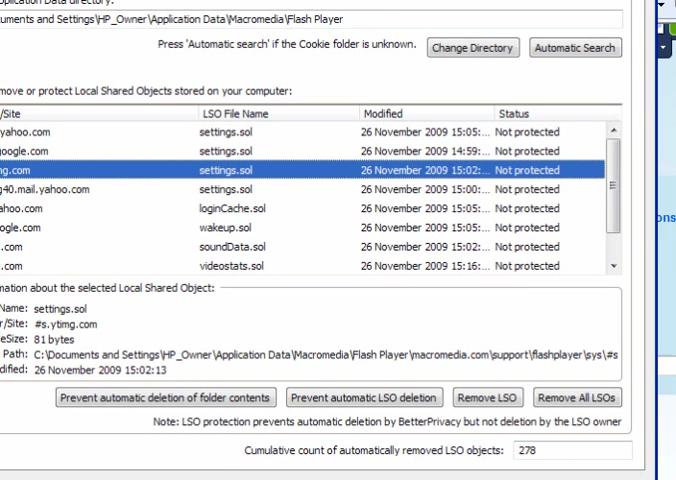 pplication Data directory:
uments and Settings\HP_Owner\Application Data\Macromedia\Flash Player
Press 'Automatic search' if the Cookie folder is unknown. Change Directory Automatic Search
move or protect Local Shared Objects stored on your computer:
/Site LSO File Name Modified Status
yahoo.com settings.sol 26 November 2009 15:05:... Not protected
google.com settings.sol 26 November 2009 14:59:... Not protected
ng.com settings.sol 26 November 2009 15:02:... Not protected
g40.mail.yahoo.com settings.sol 26 November 2009 15:00:... Not protected
ahoo.com loginCache.sol 26 November 2009 15:05:... Not protected
ogle.com wakeup.sol 26 November 2009 15:05:... Not protected
.com soundData.sol 26 November 2009 15:02:... Not protected
.com videostats.sol 26 November 2009 15:16:... Not protected
mation about the selected Local Shared Object:
Name: settings.sol
r/Site: #s.ytimg.com
eSize: 81 bytes
Path: C:\Documents and Settings\HP_Owner\Application Data\Macromedia\Flash Player\macromedia.com\support\flashplayer\sys\#s
dified: 26 November 2009 15:02:13
Prevent automatic deletion of folder contents Prevent automatic LSO deletion Remove LSO Remove All LSOs
Note: LSO protection prevents automatic deletion by BetterPrivacy but not deletion by the LSO owner
Cumulative count of automatically removed LSO objects: 278
ons